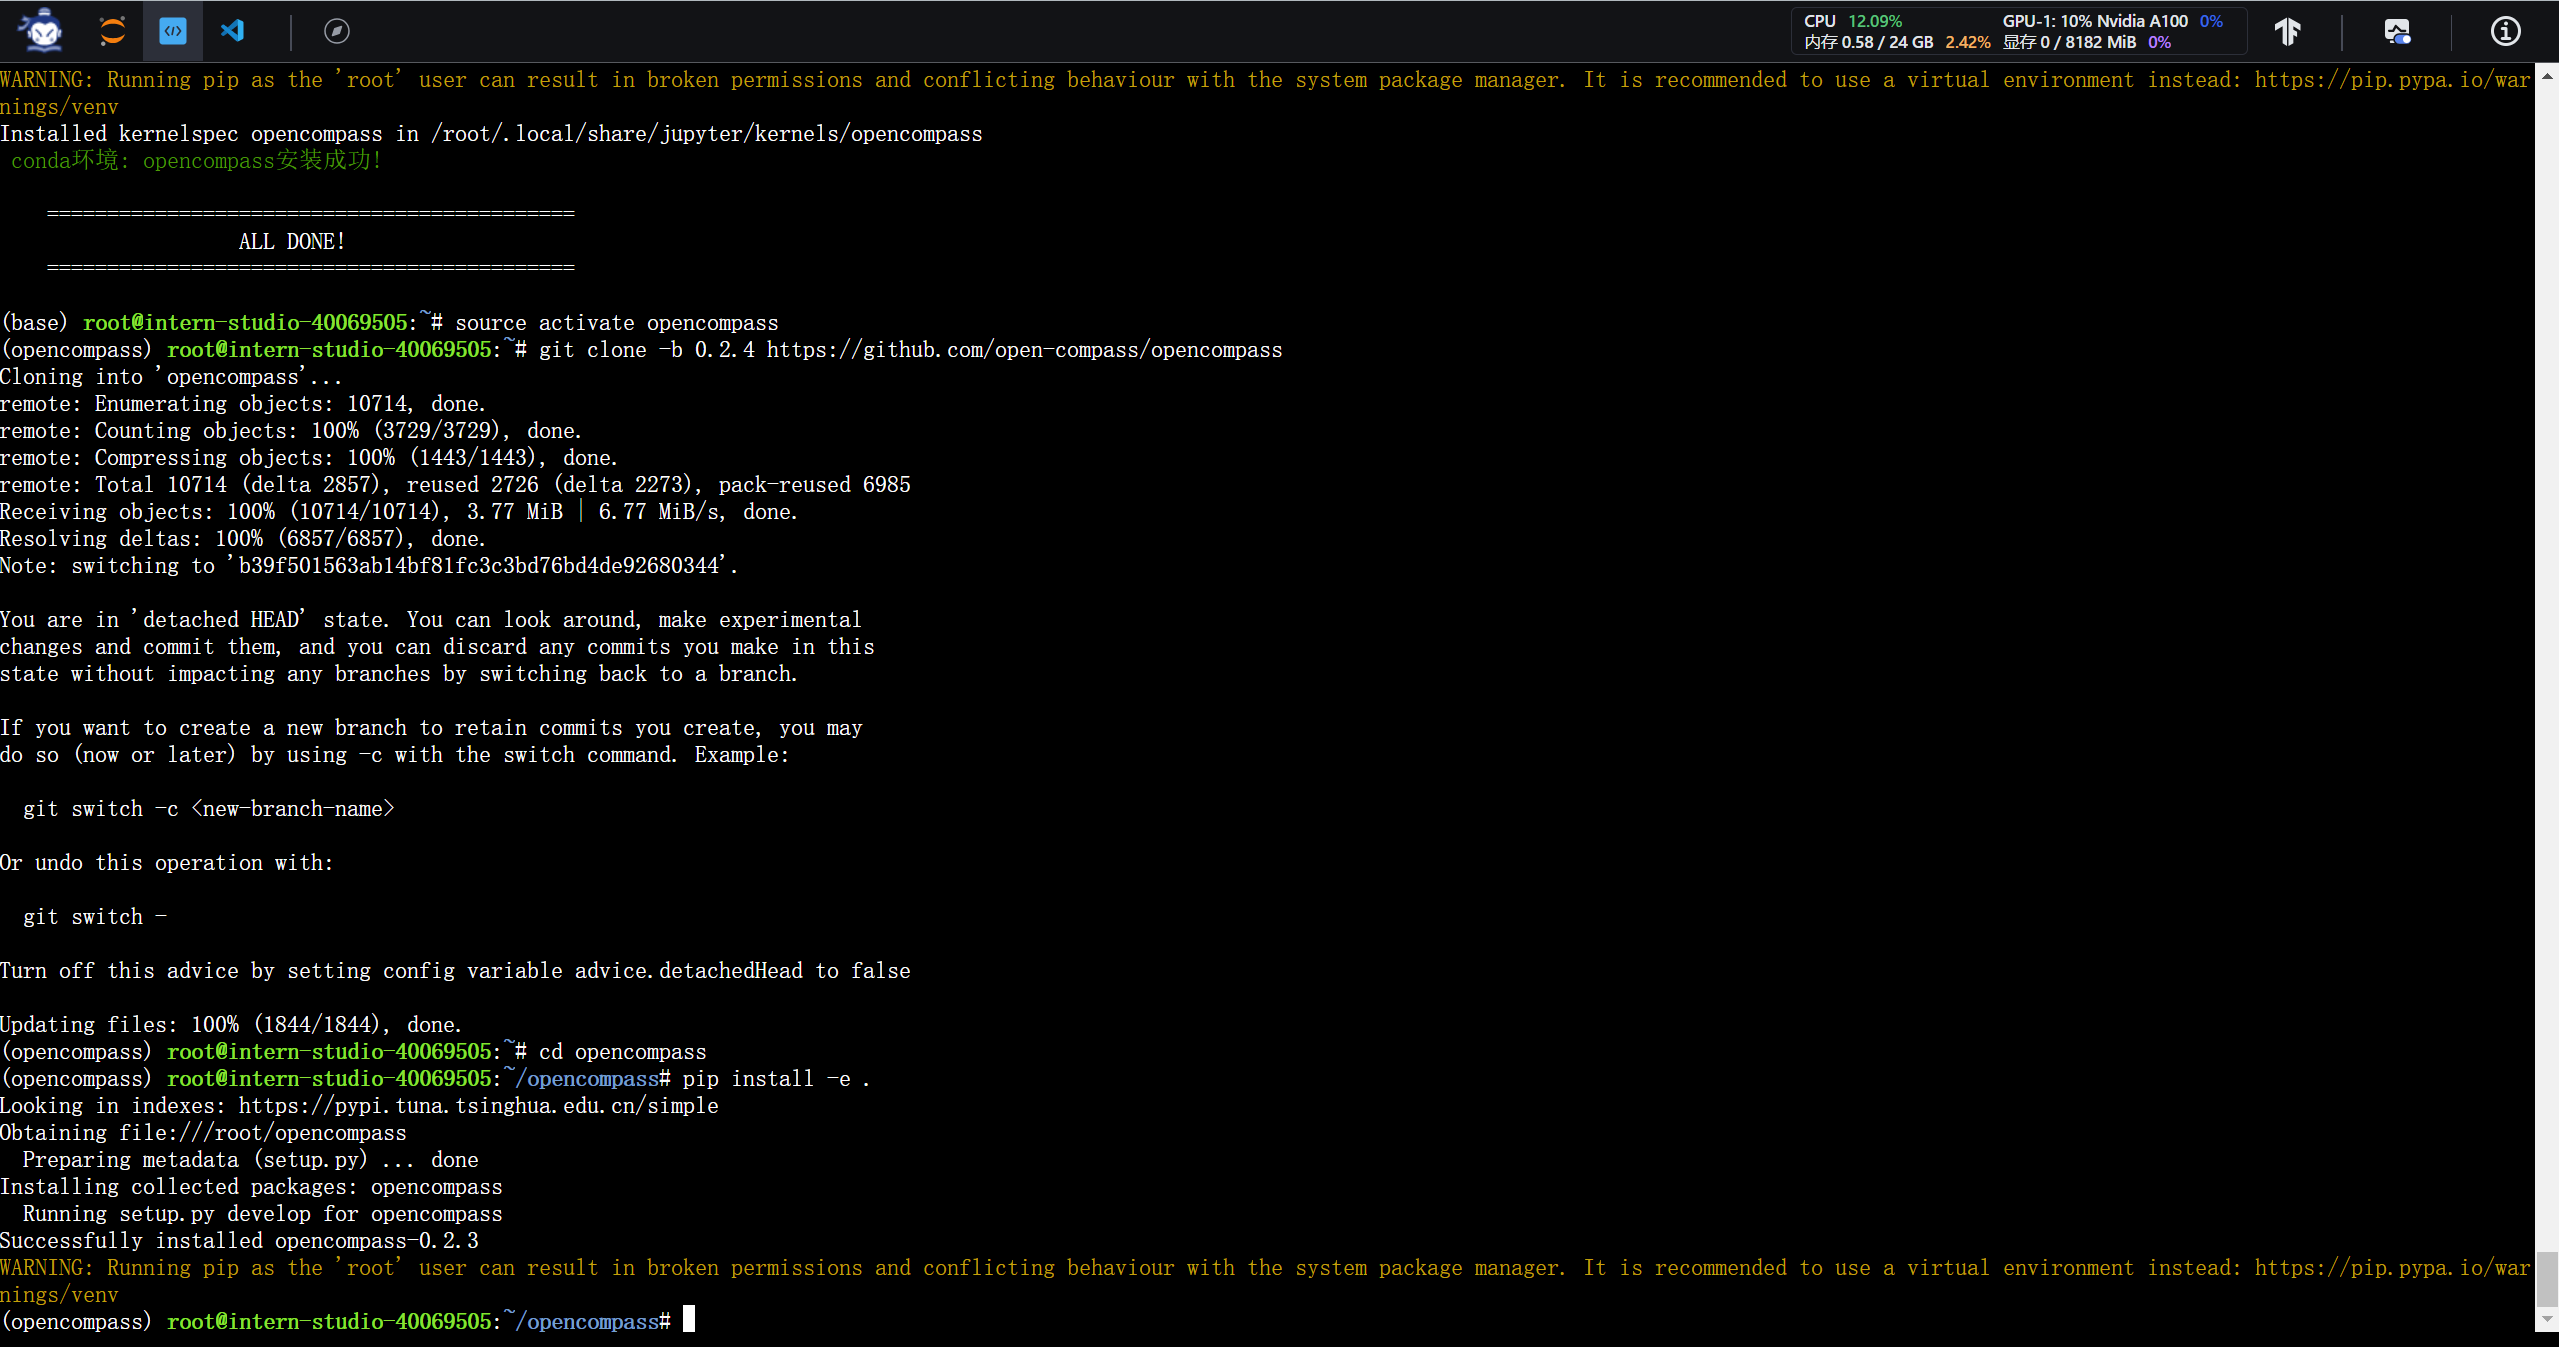 CPU 12.09% GPU-1: 10% Nvidia A100 0%
内存 0.58 / 24 GB 2.42% 显存 0 / 8182 MiB 0%
WARNING: Running pip as the 'root' user can result in broken permissions and conflicting behaviour with the system package manager. It is recommended to use a virtual environment instead: https://pip.pypa.io/war
nings/venv
Installed kernelspec opencompass in /root/.local/share/jupyter/kernels/opencompass
conda环境: opencompass安装成功!
============================================
ALL DONE!
============================================
(base) root@intern-studio-40069505:~# source activate opencompass
(opencompass) root@intern-studio-40069505:~# git clone -b 0.2.4 https://github.com/open-compass/opencompass
Cloning into 'opencompass'...
remote: Enumerating objects: 10714, done.
remote: Counting objects: 100% (3729/3729), done.
remote: Compressing objects: 100% (1443/1443), done.
remote: Total 10714 (delta 2857), reused 2726 (delta 2273), pack-reused 6985
Receiving objects: 100% (10714/10714), 3.77 MiB | 6.77 MiB/s, done.
Resolving deltas: 100% (6857/6857), done.
Note: switching to 'b39f501563ab14bf81fc3c3bd76bd4de92680344'.
You are in 'detached HEAD' state. You can look around, make experimental
changes and commit them, and you can discard any commits you make in this
state without impacting any branches by switching back to a branch.
If you want to create a new branch to retain commits you create, you may
do so (now or later) by using -c with the switch command. Example:
git switch -c <new-branch-name>
Or undo this operation with:
git switch -
Turn off this advice by setting config variable advice.detachedHead to false
Updating files: 100% (1844/1844), done.
(opencompass) root@intern-studio-40069505:~# cd opencompass
(opencompass) root@intern-studio-40069505:~/opencompass# pip install -e .
Looking in indexes: https://pypi.tuna.tsinghua.edu.cn/simple
Obtaining file:///root/opencompass
Preparing metadata (setup.py) ... done
Installing collected packages: opencompass
Running setup.py develop for opencompass
Successfully installed opencompass-0.2.3
WARNING: Running pip as the 'root' user can result in broken permissions and conflicting behaviour with the system package manager. It is recommended to use a virtual environment instead: https://pip.pypa.io/war
nings/venv
(opencompass) root@intern-studio-40069505:~/opencompass#